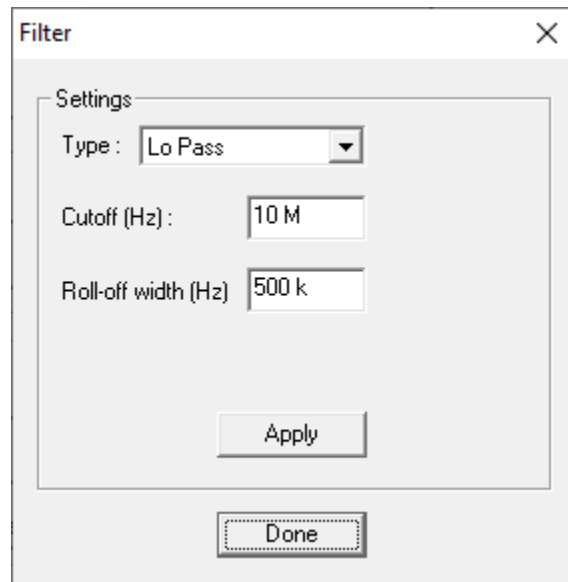 Filter
Settings
Type : Lo Pass
Cutoff (Hz) : 10 M
Roll-off width (Hz) 500 k
Apply
Done